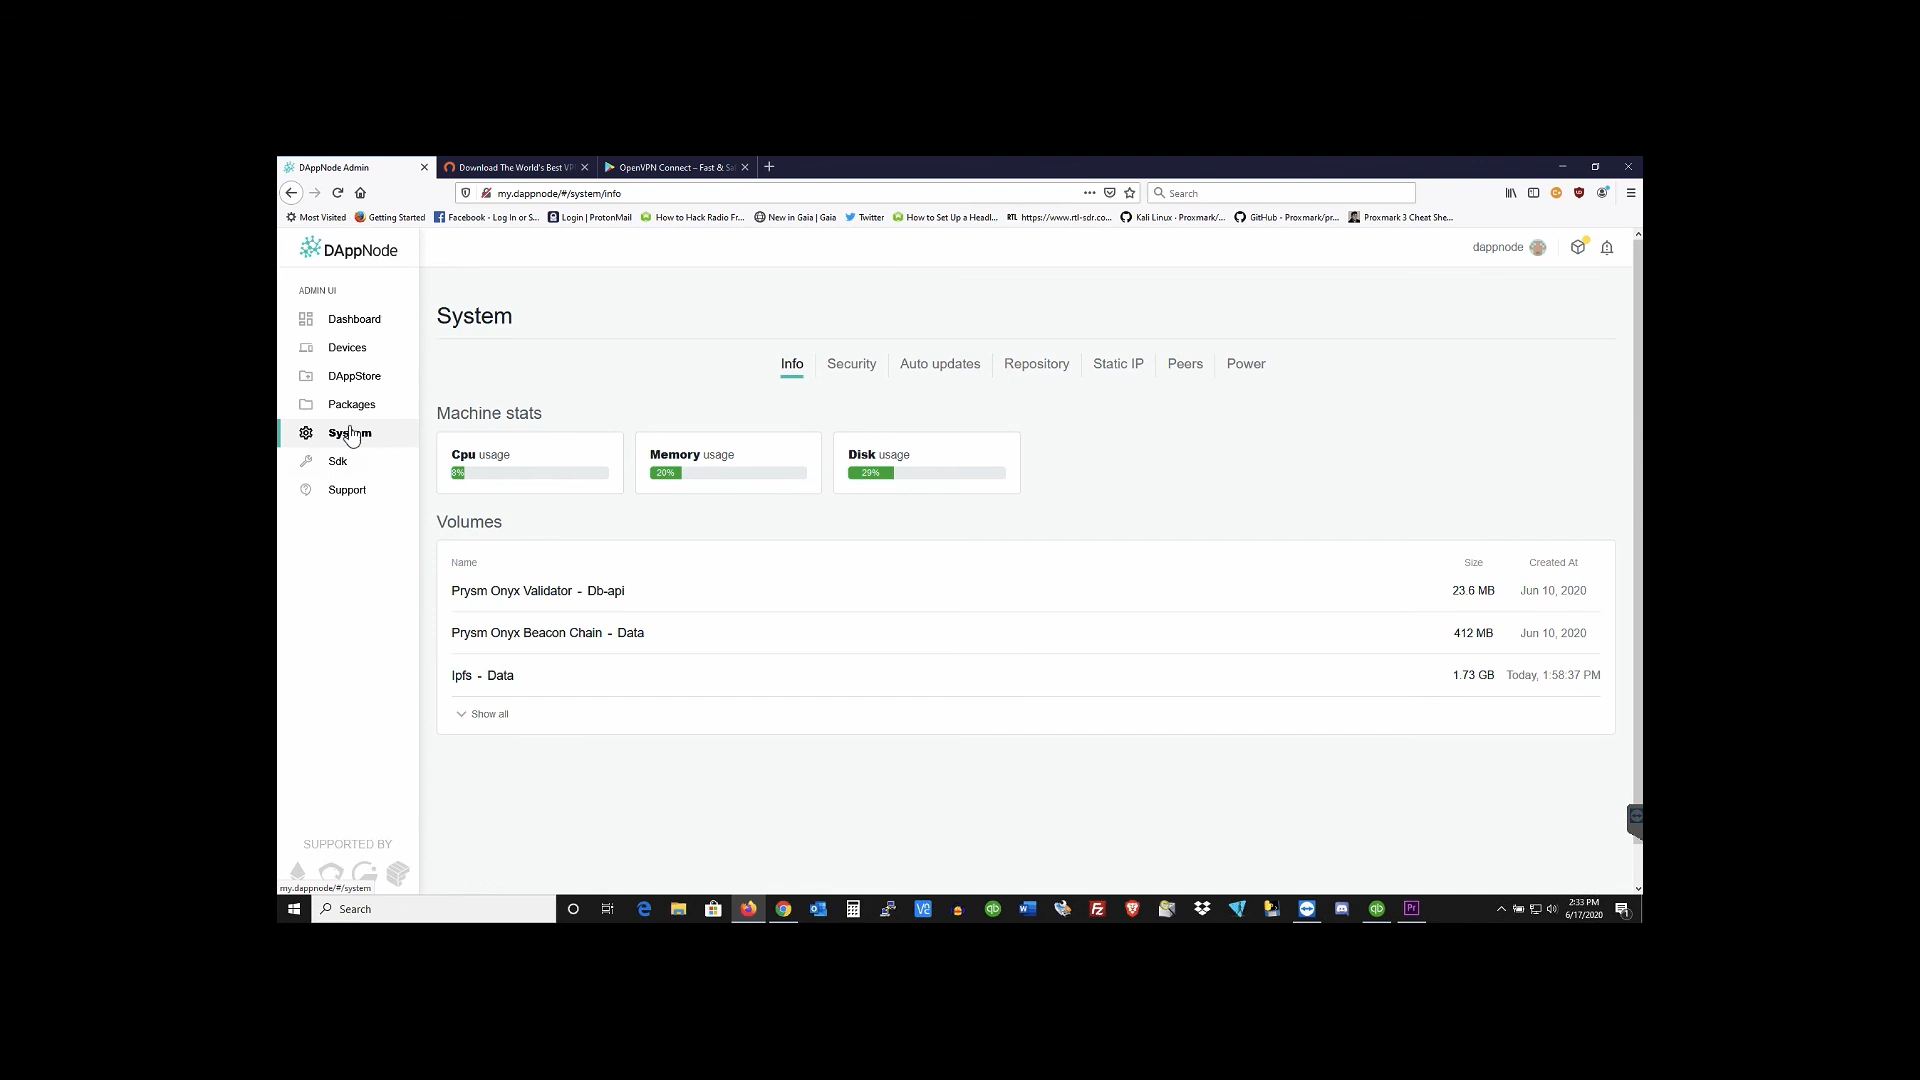 DAppNode Admin
Download The World's Best VP
OpenVPN Connect – Fast & Sa
my.dappnode/#/system/info
Search
Most Visited
Getting Started
Facebook - Log In or S...
Login | ProtonMail
How to Hack Radio Fr...
New in Gaia | Gaia
Twitter
How to Set Up a Headl...
RTL https://www.rtl-sdr.co...
Kali Linux · Proxmark/...
GitHub - Proxmark/pr...
Proxmark 3 Cheat She...
DAppNode
dappnode
ADMIN UI
Dashboard
Devices
DAppStore
Packages
System
Sdk
Support
System
Info
Security
Auto updates
Repository
Static IP
Peers
Power
Machine stats
Cpu usage
8%
Memory usage
20%
Disk usage
29%
Volumes
Name Size Created At
Prysm Onyx Validator - Db-api 23.6 MB Jun 10, 2020
Prysm Onyx Beacon Chain - Data 412 MB Jun 10, 2020
Ipfs - Data 1.73 GB Today, 1:58:37 PM
Show all
SUPPORTED BY
my.dappnode/#/system
Search
2:33 PM
6/17/2020